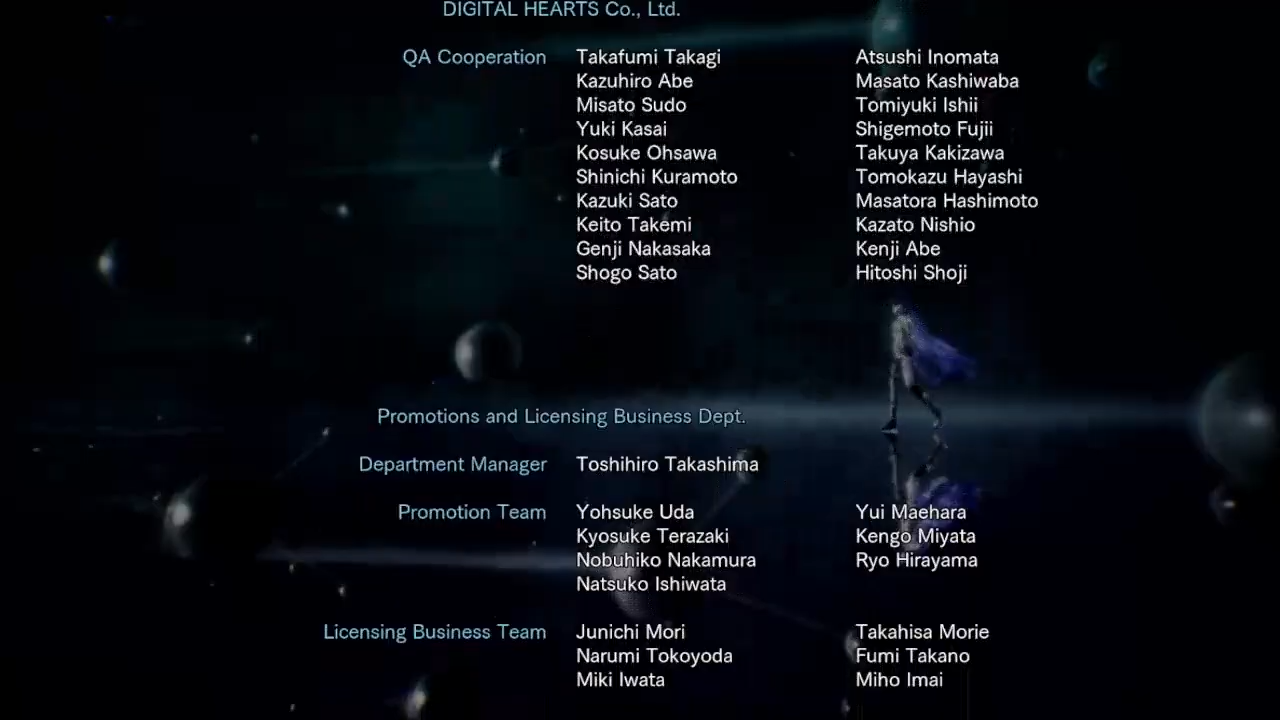 DIGITAL HEARTS Co., Ltd.
QA Cooperation Takafumi Takagi Atsushi Inomata
Kazuhiro Abe Masato Kashiwaba
Misato Sudo Tomiyuki Ishii
Yuki Kasai Shigemoto Fujii
Kosuke Ohsawa Takuya Kakizawa
Shinichi Kuramoto Tomokazu Hayashi
Kazuki Sato Masatora Hashimoto
Keito Takemi Kazato Nishio
Genji Nakasaka Kenji Abe
Shogo Sato Hitoshi Shoji
Promotions and Licensing Business Dept.
Department Manager Toshihiro Takashima
Promotion Team Yohsuke Uda Yui Maehara
Kyosuke Terazaki Kengo Miyata
Nobuhiko Nakamura Ryo Hirayama
Natsuko Ishiwata
Licensing Business Team Junichi Mori Takahisa Morie
Narumi Tokoyoda Fumi Takano
Miki Iwata Miho Imai